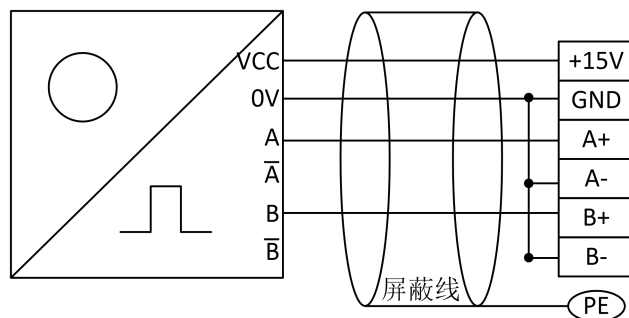 VCC
0V
A
A̅
B
B̅
+15V
GND
A+
A-
B+
B-
屏蔽线
PE